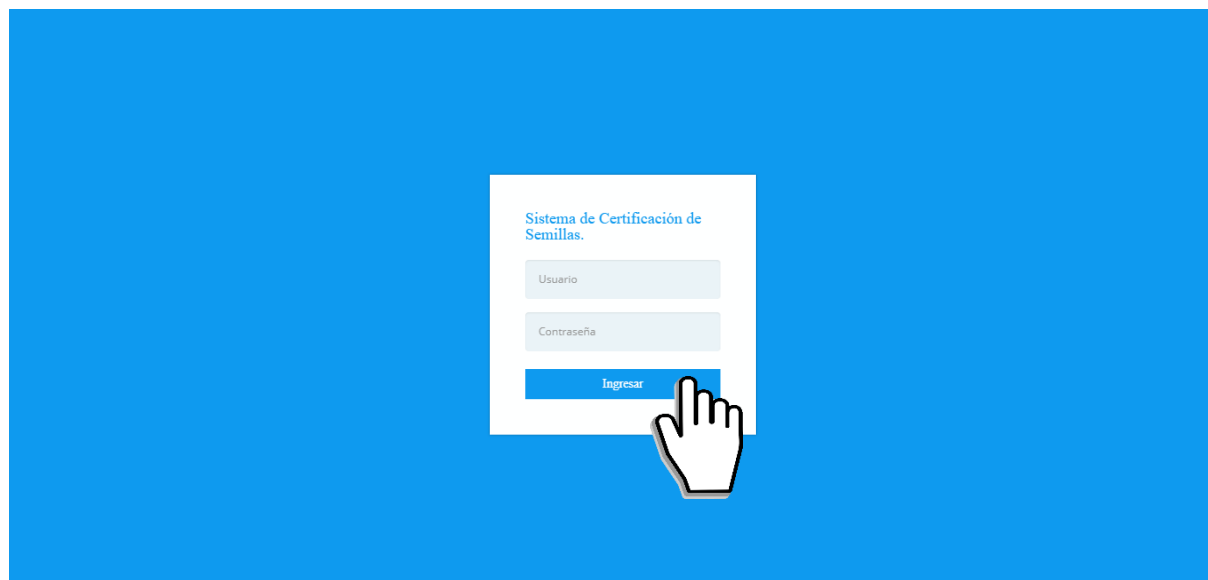 Sistema de Certificación de
Semillas.
Usuario
Contraseña
Ingresar